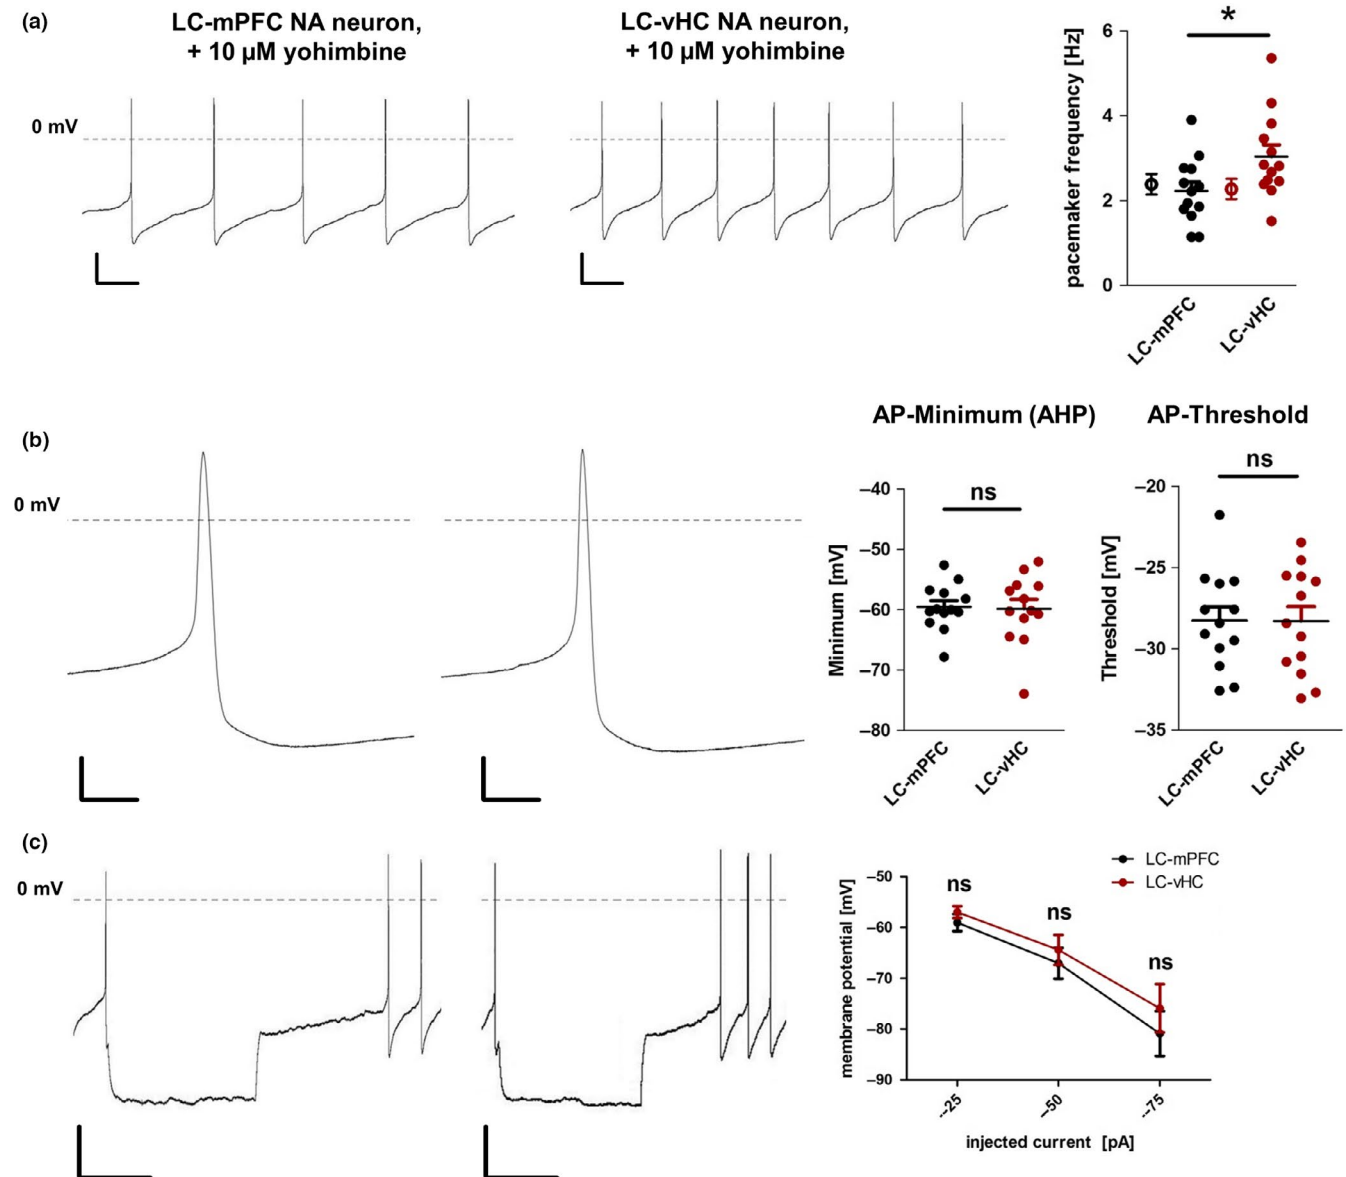 (a)
LC-mPFC NA neuron,
+ 10 µM yohimbine
LC-vHC NA neuron,
+ 10 µM yohimbine
0 mV
*
pacemaker frequency [Hz]
6
4
2
0
LC-mPFC
LC-vHC
(b)
0 mV
AP-Minimum (AHP)
ns
Minimum [mV]
–40
–50
–60
–70
–80
LC-mPFC
LC-vHC
AP-Threshold
ns
Threshold [mV]
–20
–25
–30
–35
LC-mPFC
LC-vHC
(c)
0 mV
LC-mPFC
LC-vHC
membrane potential [mV]
–50
–60
–70
–80
–90
ns
ns
ns
--25
--50
--75
injected current [pA]